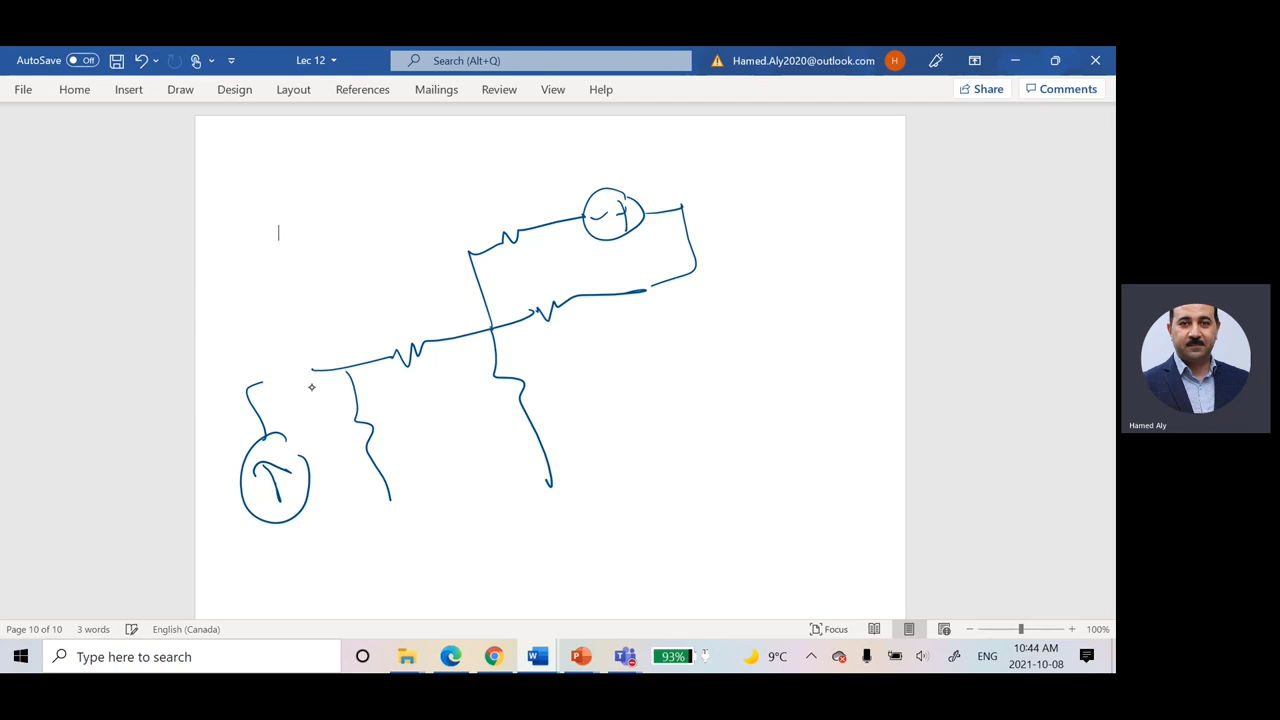 AutoSave Off Lec 12 Search (Alt+Q) Hamed.Aly2020@outlook.com H
File Home Insert Draw Design Layout References Mailings Review View Help Share Comments
- +
Hamed Aly
Page 10 of 10 3 words English (Canada) Focus 100%
Type here to search 93% 9°C ENG 10:44 AM
2021-10-08